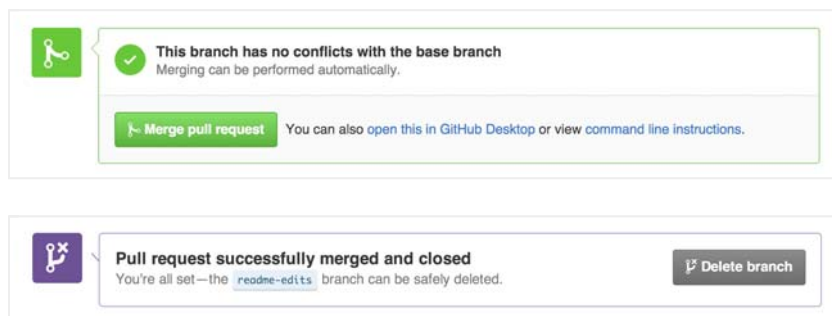 This branch has no conflicts with the base branch
Merging can be performed automatically.
Merge pull request You can also open this in GitHub Desktop or view command line instructions.
Pull request successfully merged and closed
You're all set—the readme-edits branch can be safely deleted.
Delete branch